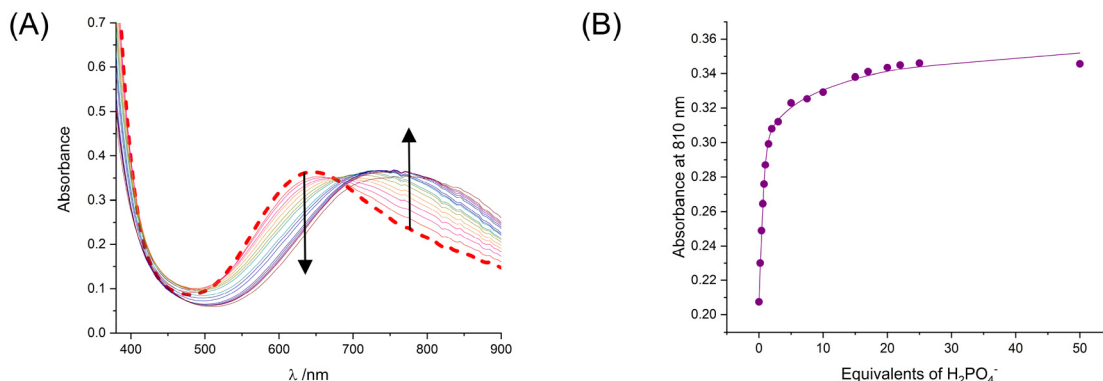 (A)
0.7
0.6
0.5
0.4
0.3
0.2
0.1
0.0
Absorbance
400 500 600 700 800 900
λ /nm
(B)
0.36
0.34
0.32
0.30
0.28
0.26
0.24
0.22
0.20
Absorbance at 810 nm
0 10 20 30 40 50
Equivalents of H₂PO₄⁻